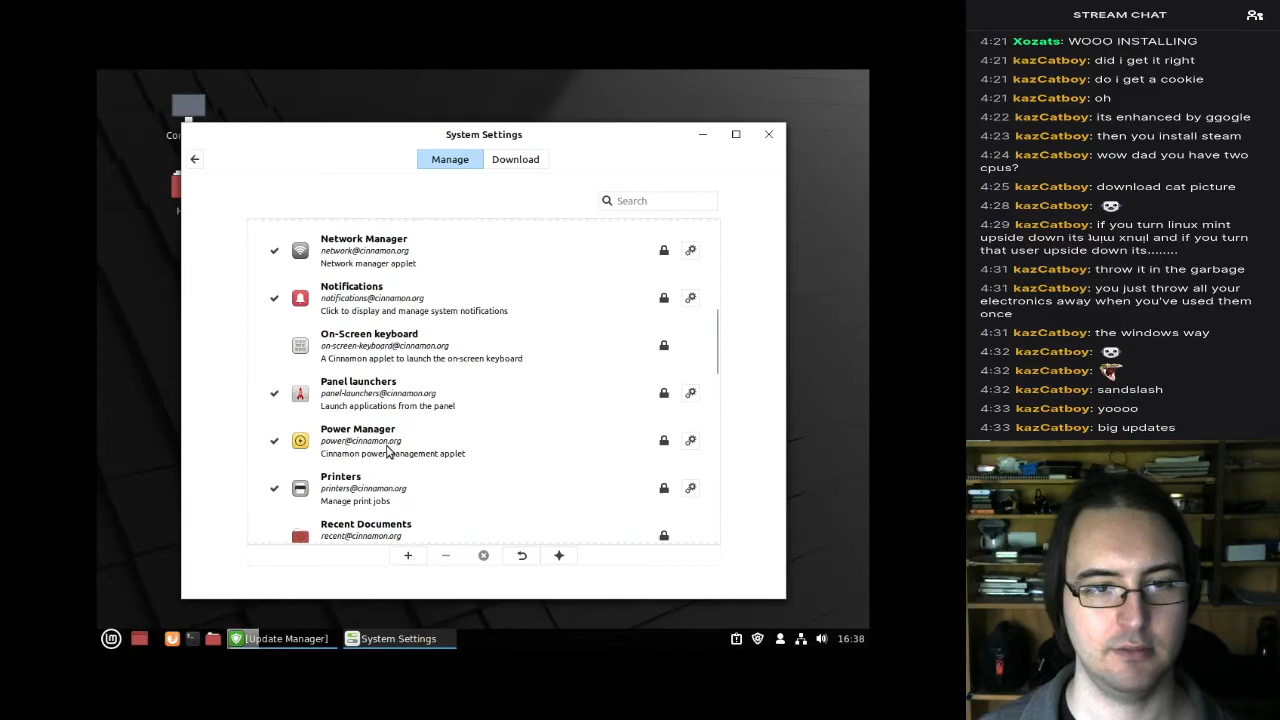 STREAM CHAT
4:21 Xozats: WOOO INSTALLING
4:21 kazCatboy: did i get it right
4:21 kazCatboy: do i get a cookie
4:21 kazCatboy: oh
4:22 kazCatboy: its enhanced by ggogle
4:23 kazCatboy: then you install steam
4:24 kazCatboy: wow dad you have two
cpus?
4:25 kazCatboy: download cat picture
4:28 kazCatboy:
4:29 kazCatboy: if you turn linux mint
upside down its ʇuᴉɯ xnuᴉl and if you turn
that user upside down its........
4:31 kazCatboy: throw it in the garbage
4:31 kazCatboy: you just throw all your
electronics away when you've used them
once
4:32 kazCatboy: the windows way
4:32 kazCatboy:
4:32 kazCatboy:
4:32 kazCatboy: sandslash
4:33 kazCatboy: yoooo
4:33 kazCatboy: big updates
System Settings
Manage
Download
Search
Network Manager
network@cinnamon.org
Network manager applet
Notifications
notifications@cinnamon.org
Click to display and manage system notifications
On-Screen keyboard
on-screen-keyboard@cinnamon.org
A Cinnamon applet to launch the on-screen keyboard
Panel launchers
panel-launchers@cinnamon.org
Launch applications from the panel
Power Manager
power@cinnamon.org
Cinnamon power management applet
Printers
printers@cinnamon.org
Manage print jobs
Recent Documents
recent@cinnamon.org
[Update Manager]
System Settings
16:38